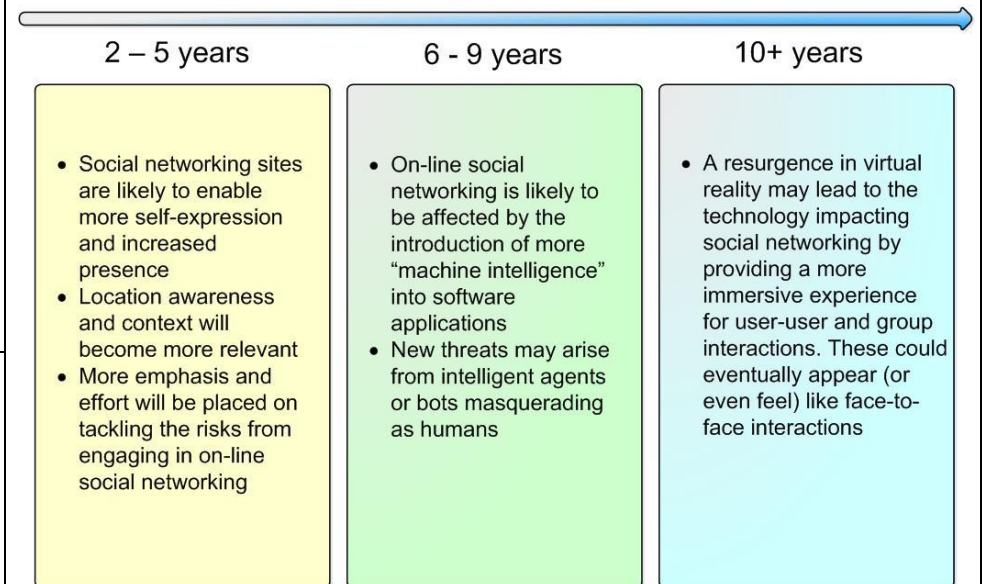 2 – 5 years
6 - 9 years
10+ years
• Social networking sites
are likely to enable
more self-expression
and increased
presence
• Location awareness
and context will
become more relevant
• More emphasis and
effort will be placed on
tackling the risks from
engaging in on-line
social networking
• On-line social
networking is likely to
be affected by the
introduction of more
“machine intelligence”
into software
applications
• New threats may arise
from intelligent agents
or bots masquerading
as humans
• A resurgence in virtual
reality may lead to the
technology impacting
social networking by
providing a more
immersive experience
for user-user and group
interactions. These could
eventually appear (or
even feel) like face-to-
face interactions